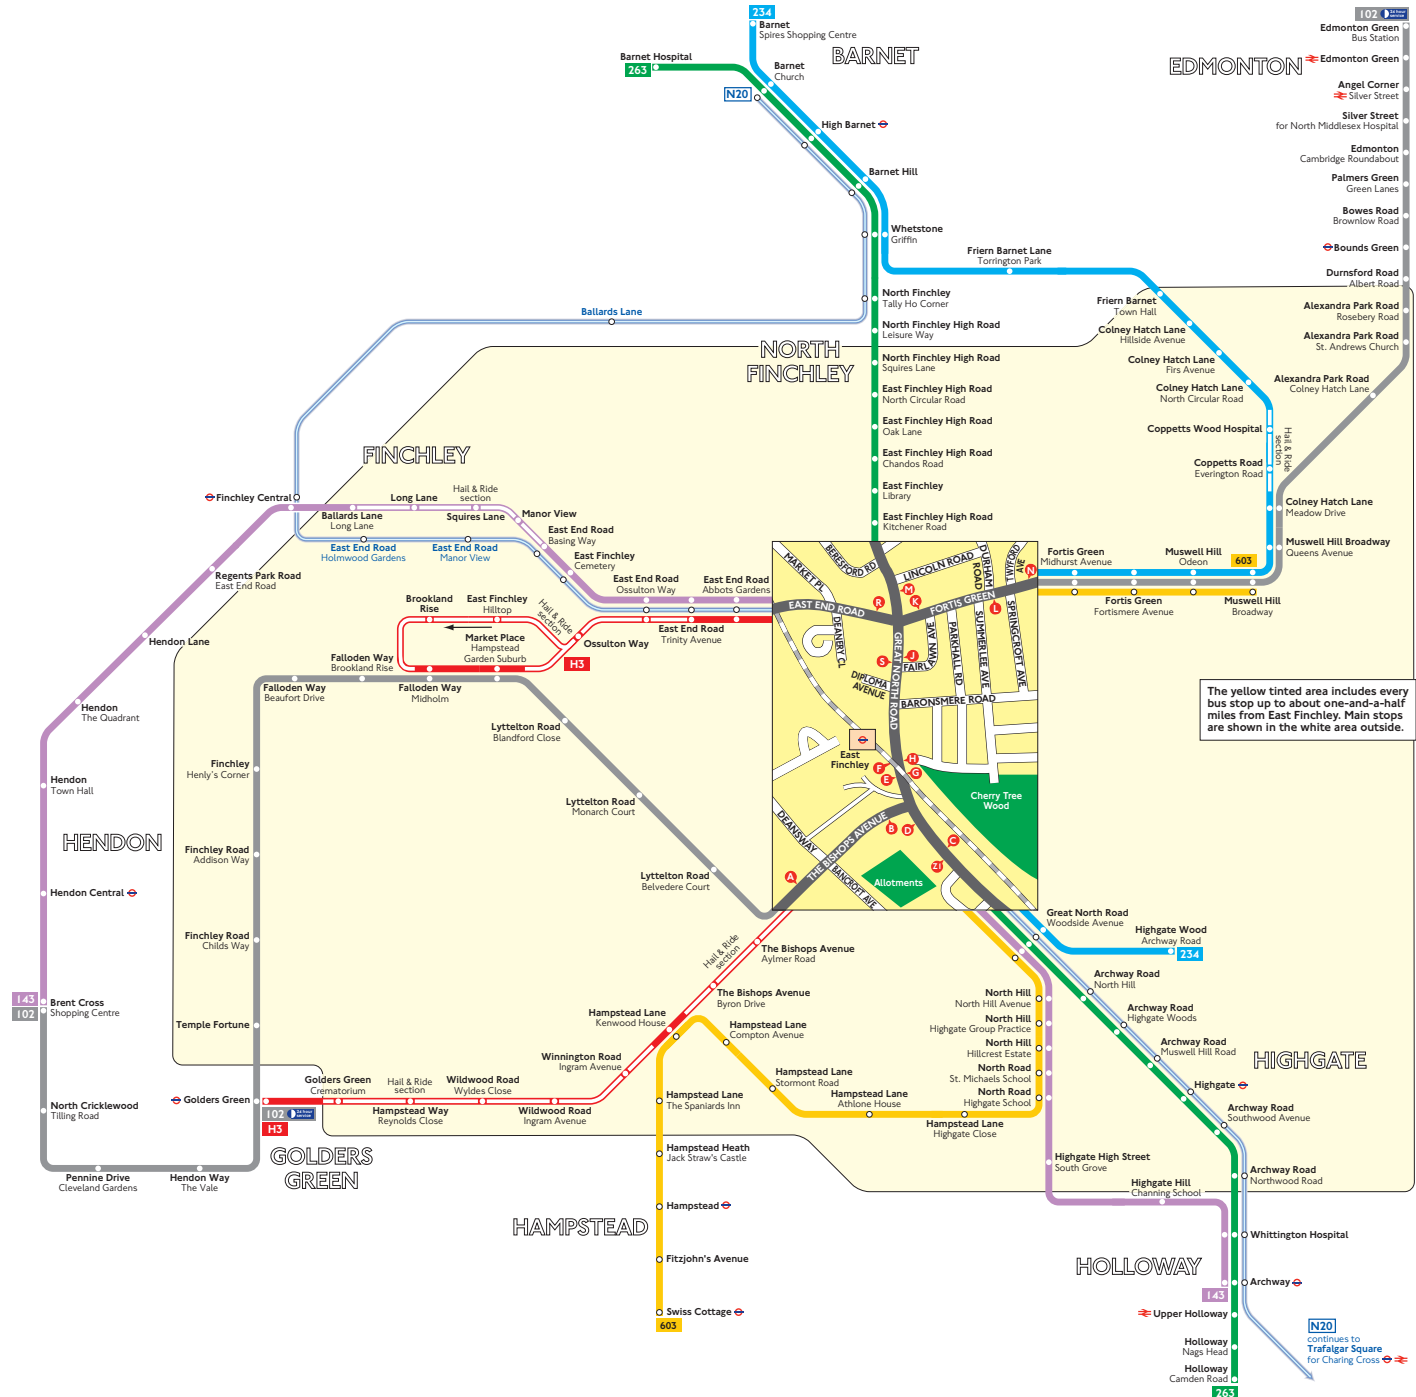 234
Barnet
Spires Shopping Centre
BARNET
Barnet Hospital
263
Barnet
Church
N20
High Barnet
Barnet Hill
Whetstone
Griffin
Friern Barnet Lane
Torrington Park
North Finchley
Tally Ho Corner
North Finchley High Road
Leisure Way
NORTH
FINCHLEY
North Finchley High Road
Squires Lane
East Finchley High Road
North Circular Road
East Finchley High Road
Oak Lane
East Finchley High Road
Chandos Road
East Finchley
Library
East Finchley High Road
Kitchener Road
102
24 hour
service
Edmonton Green
Bus Station
EDMONTON
Edmonton Green
Angel Corner
Silver Street
Silver Street
for North Middlesex Hospital
Edmonton
Cambridge Roundabout
Palmers Green
Green Lanes
Bowes Road
Brownlow Road
Bounds Green
Durnsford Road
Albert Road
Alexandra Park Road
Rosebery Road
Alexandra Park Road
St. Andrews Church
Alexandra Park Road
Colney Hatch Lane
Friern Barnet
Town Hall
Colney Hatch Lane
Hillside Avenue
Colney Hatch Lane
Firs Avenue
Colney Hatch Lane
North Circular Road
Coppetts Wood Hospital
Hail & Ride
section
Coppetts Road
Everington Road
Colney Hatch Lane
Meadow Drive
Muswell Hill Broadway
Queens Avenue
603
Fortis Green
Midhurst Avenue
Muswell Hill
Odeon
Fortis Green
Fortismere Avenue
Muswell Hill
Broadway
Ballards Lane
FINCHLEY
Finchley Central
Ballards Lane
Long Lane
Long Lane
Hail & Ride
section
Squires Lane
Manor View
East End Road
Basing Way
East Finchley
Cemetery
East End Road
Holmwood Gardens
East End Road
Manor View
East End Road
Ossulton Way
East End Road
Abbots Gardens
Regents Park Road
East End Road
Hendon Lane
Hendon
The Quadrant
Hendon
Town Hall
HENDON
Hendon Central
143
102
Brent Cross
Shopping Centre
North Cricklewood
Tilling Road
Pennine Drive
Cleveland Gardens
Hendon Way
The Vale
Brookland
Rise
East Finchley
Hilltop
Hail & Ride
section
Market Place
Hampstead
Garden Suburb
Ossulton Way
East End Road
Trinity Avenue
H3
Falloden Way
Brookland Rise
Falloden Way
Beaufort Drive
Falloden Way
Midholm
Lyttelton Road
Blandford Close
Lyttelton Road
Monarch Court
Lyttelton Road
Belvedere Court
Finchley
Henly's Corner
Finchley Road
Addison Way
Finchley Road
Childs Way
Temple Fortune
Golders Green
102
24 hour
service
H3
GOLDERS
GREEN
Golders Green
Crematorium
Hail & Ride
section
Hampstead Way
Reynolds Close
Wildwood Road
Wyldes Close
Wildwood Road
Ingram Avenue
Winnington Road
Ingram Avenue
Hampstead Lane
Kenwood House
The Bishops Avenue
Byron Drive
The Bishops Avenue
Aylmer Road
Hail & Ride
section
MARKET PL
BERESFORD RD
LINCOLN ROAD
DURHAM
ROAD
TWYFORD
AVE
N
M
K
R
L
EAST END ROAD
FORTIS GREEN
DEANERY CL
GREAT NORTH ROAD
S
J
FAIRLAWN AVE
PARKHALL RD
SUMMERLEE AVE
SPRINGCROFT AVE
DIPLOMA
AVENUE
BARONSMERE ROAD
East
Finchley
F
H
E
G
Cherry Tree
Wood
DEANSWAY
THE BISHOPS AVENUE
B
D
C
Z1
A
BANCROFT AVE
Allotments
The yellow tinted area includes every
bus stop up to about one-and-a-half
miles from East Finchley. Main stops
are shown in the white area outside.
Great North Road
Woodside Avenue
Highgate Wood
Archway Road
234
Archway Road
North Hill
Archway Road
Highgate Woods
Archway Road
Muswell Hill Road
HIGHGATE
Highgate
Archway Road
Southwood Avenue
Archway Road
Northwood Road
Whittington Hospital
Archway
North Hill
North Hill Avenue
North Hill
Highgate Group Practice
North Hill
Hillcrest Estate
North Road
St. Michaels School
North Road
Highgate School
Hampstead Lane
Compton Avenue
Hampstead Lane
Stormont Road
Hampstead Lane
Athlone House
Hampstead Lane
Highgate Close
Hampstead Lane
The Spaniards Inn
Hampstead Heath
Jack Straw's Castle
Hampstead
HAMPSTEAD
Fitzjohn's Avenue
Swiss Cottage
603
Highgate High Street
South Grove
Highgate Hill
Channing School
HOLLOWAY
143
Upper Holloway
Holloway
Nags Head
Holloway
Camden Road
263
N20
continues to
Trafalgar Square
for Charing Cross